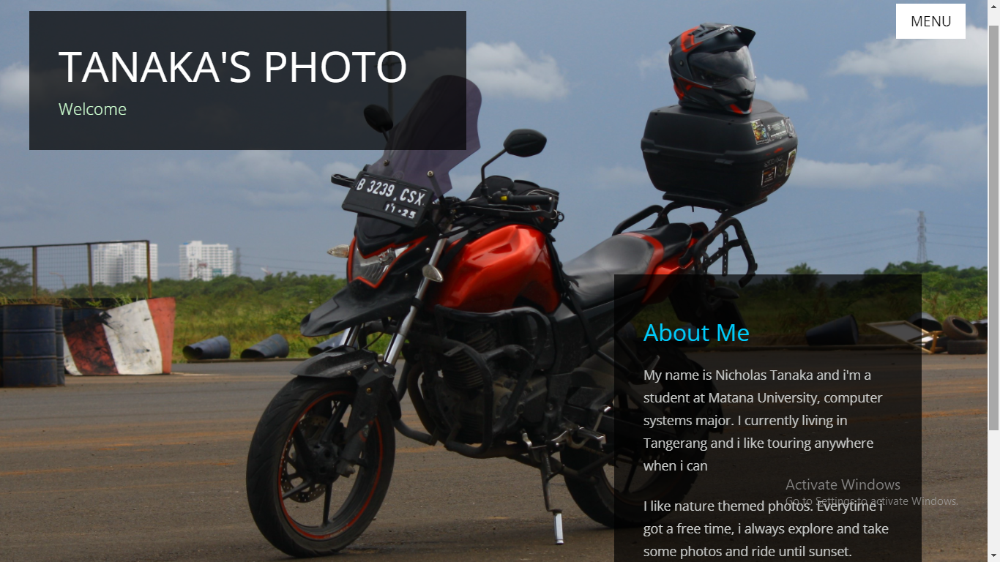 MENU
TANAKA'S PHOTO
Welcome
B 3239 CSX
11·25
About Me
My name is Nicholas Tanaka and i'm a
student at Matana University, computer
systems major. I currently living in
Tangerang and i like touring anywhere
when i can
Activate Windows
Go to Settings to activate Windows.
I like nature themed photos. Everytime i
got a free time, i always explore and take
some photos and ride until sunset.